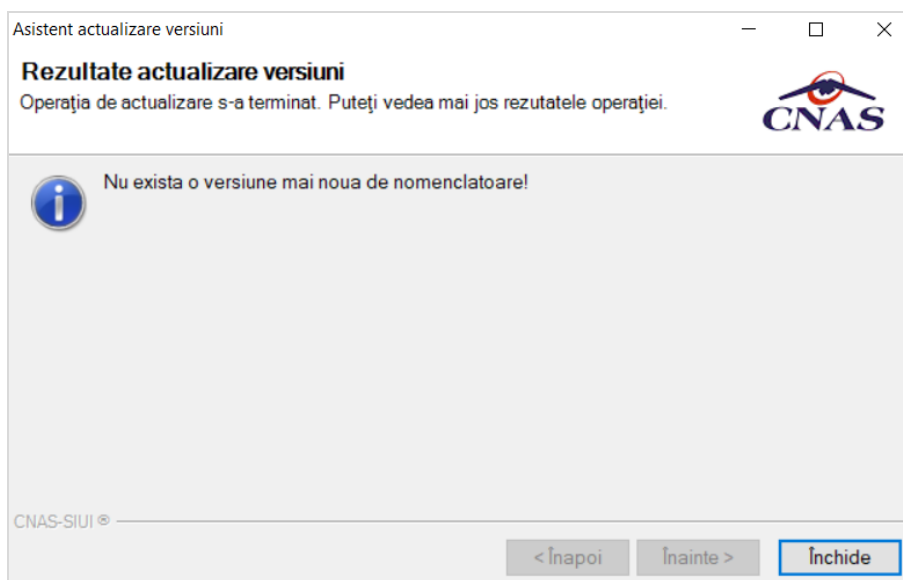 Asistent actualizare versiuni
Rezultate actualizare versiuni
Operaţia de actualizare s-a terminat. Puteţi vedea mai jos rezutatele operaţiei.
CNAS
Nu exista o versiune mai noua de nomenclatoare!
CNAS-SIUI ®
< Înapoi
Înainte >
Închide